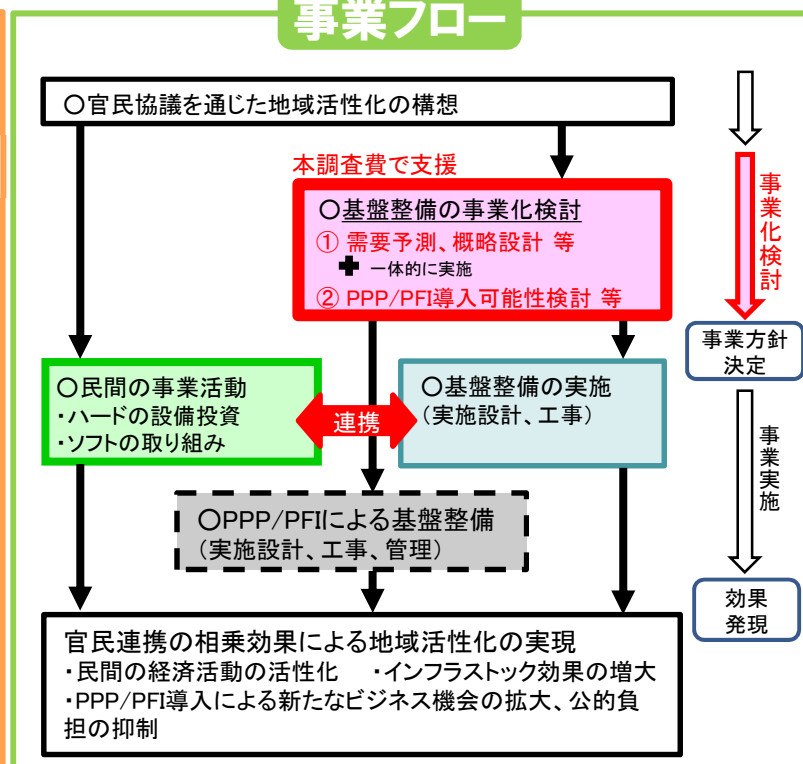 事業フロー
○官民協議を通じた地域活性化の構想
本調査費で支援
○基盤整備の事業化検討
① 需要予測、概略設計 等
✚ 一体的に実施
② PPP/PFI導入可能性検討 等
事業化検討
事業方針
決定
○民間の事業活動
・ハードの設備投資
・ソフトの取り組み
連携
○基盤整備の実施
(実施設計、工事)
事業実施
○PPP/PFIによる基盤整備
(実施設計、工事、管理)
効果
発現
官民連携の相乗効果による地域活性化の実現
・民間の経済活動の活性化 ・インフラストック効果の増大
・PPP/PFI導入による新たなビジネス機会の拡大、公的負
担の抑制